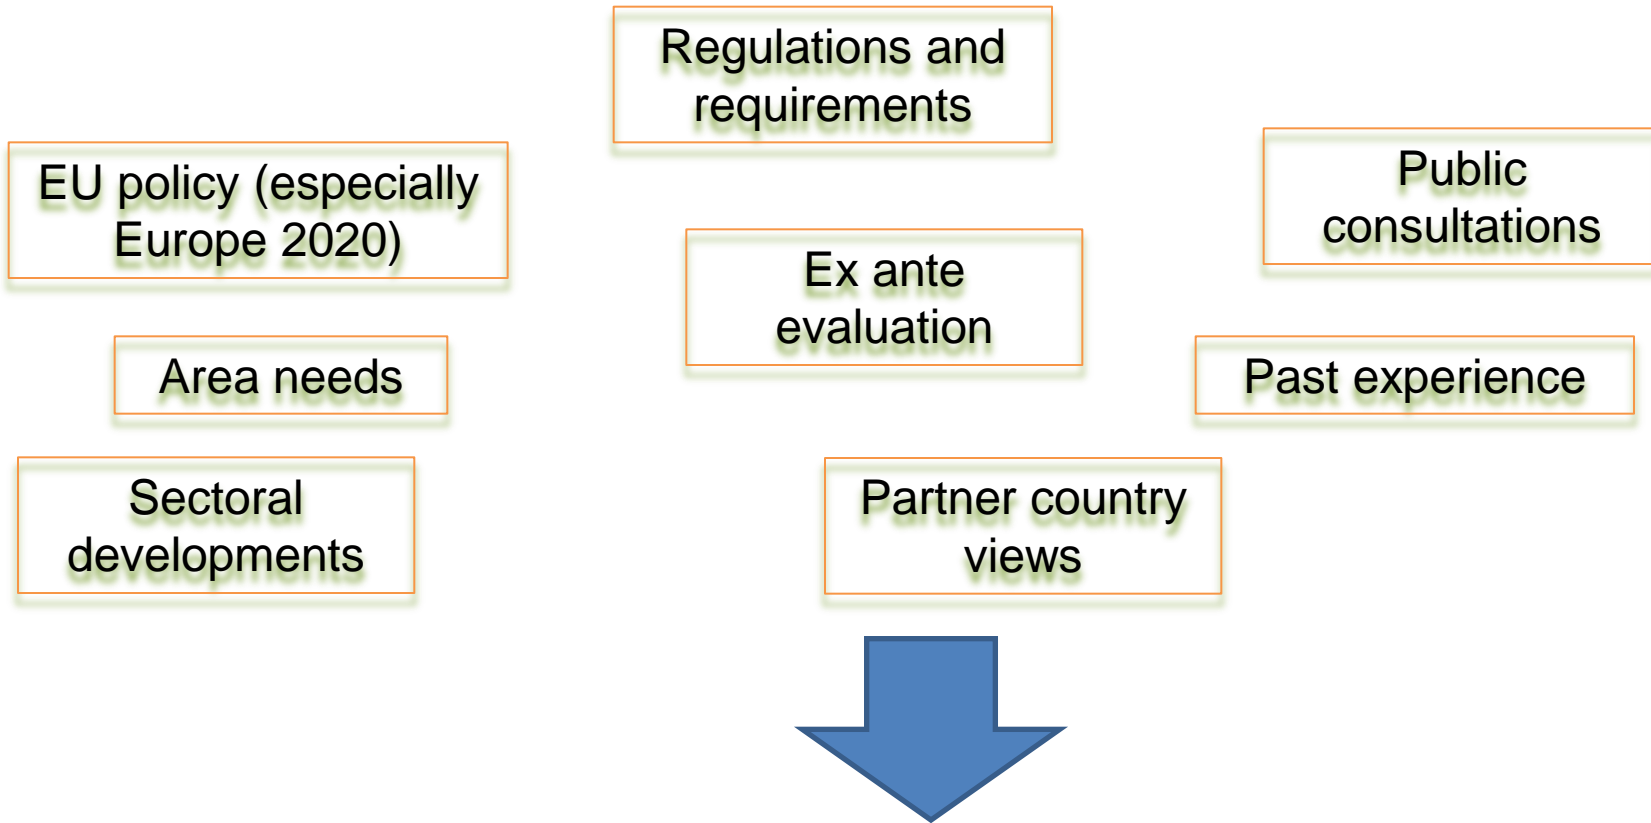 Regulations and
requirements
EU policy (especially
Europe 2020)
Public
consultations
Ex ante
evaluation
Area needs
Past experience
Sectoral
developments
Partner country
views